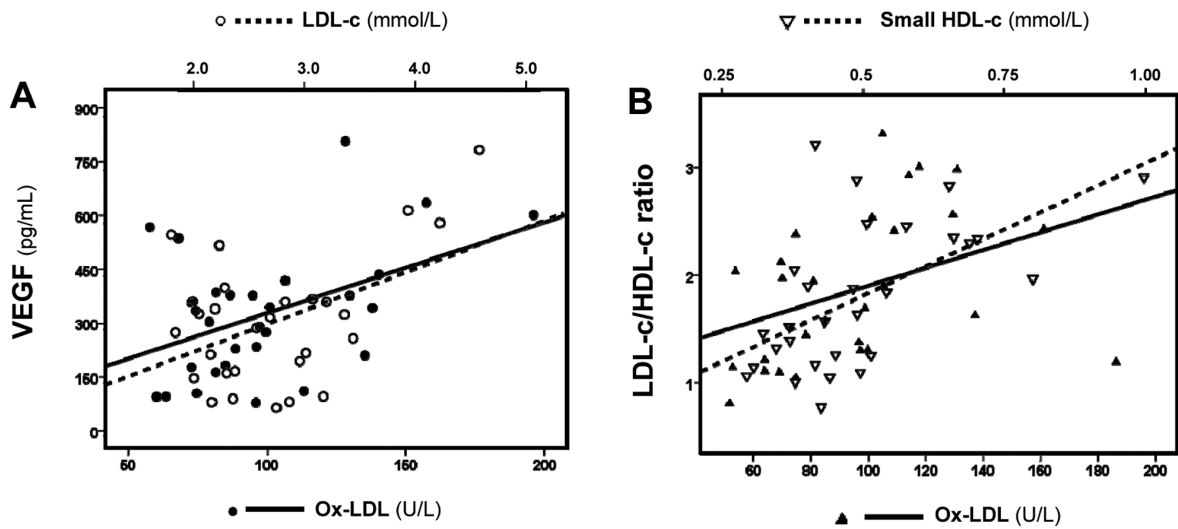 LDL-c (mmol/L)
2.0 3.0 4.0 5.0
A
VEGF (pg/mL)
900
750
600
450
300
150
0
50 100 150 200
Ox-LDL (U/L)
Small HDL-c (mmol/L)
0.25 0.5 0.75 1.00
B
LDL-c/HDL-c ratio
3
2
1
60 80 100 120 140 160 180 200
Ox-LDL (U/L)